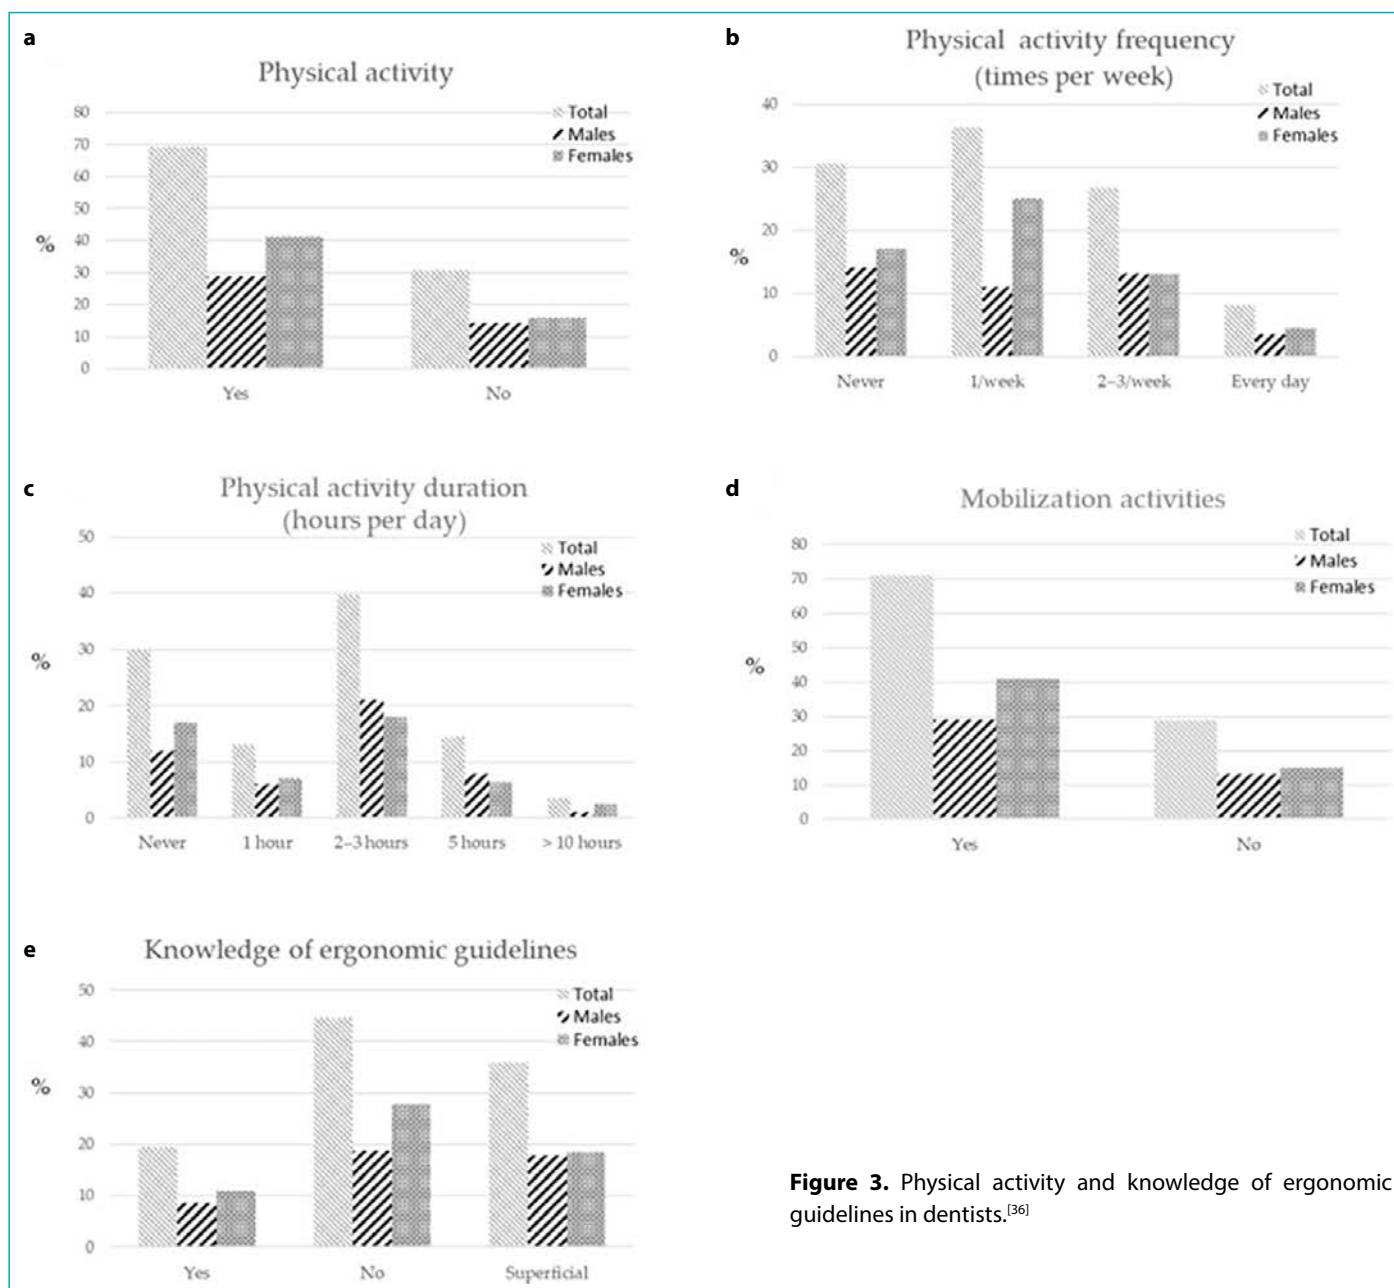 a
Physical activity
80
70
60
50
40
30
20
10
0
%
Total
Males
Females
Yes
No
b
Physical activity frequency
(times per week)
40
30
20
10
0
%
Total
Males
Females
Never
1/week
2–3/week
Every day
c
Physical activity duration
(hours per day)
50
40
30
20
10
0
%
Total
Males
Females
Never
1 hour
2–3 hours
5 hours
> 10 hours
d
Mobilization activities
80
70
60
50
40
30
20
10
0
%
Total
Males
Females
Yes
No
e
Knowledge of ergonomic guidelines
50
40
30
20
10
0
%
Total
Males
Females
Yes
No
Superficial
Figure 3. Physical activity and knowledge of ergonomic
guidelines in dentists.[36]